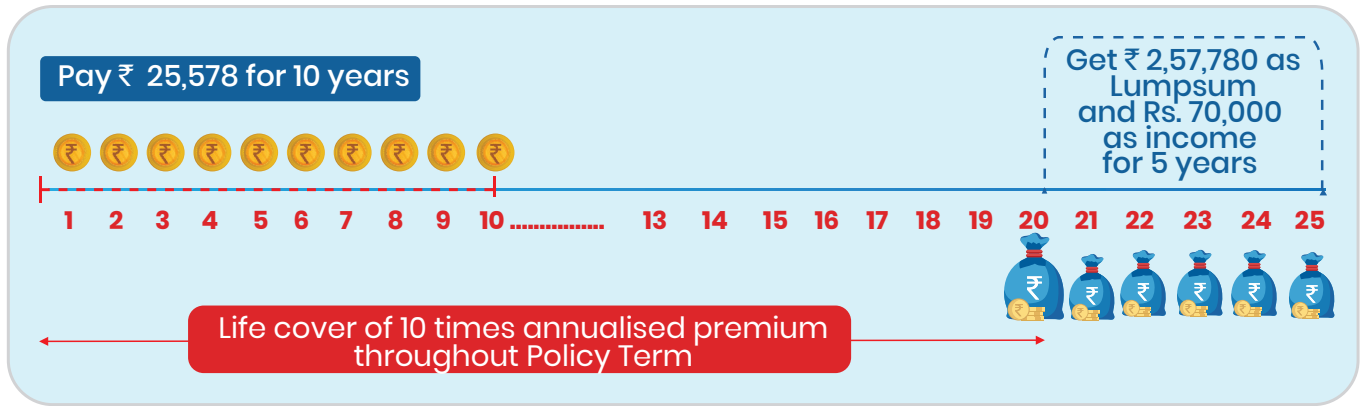 Pay ₹ 25,578 for 10 years
Get ₹ 2,57,780 as
Lumpsum
and Rs. 70,000
as income
for 5 years
₹ ₹ ₹ ₹ ₹ ₹ ₹ ₹ ₹ ₹
1 2 3 4 5 6 7 8 9 10 ................ 13 14 15 16 17 18 19 20 21 22 23 24 25
₹ ₹ ₹ ₹ ₹ ₹
Life cover of 10 times annualised premium
throughout Policy Term